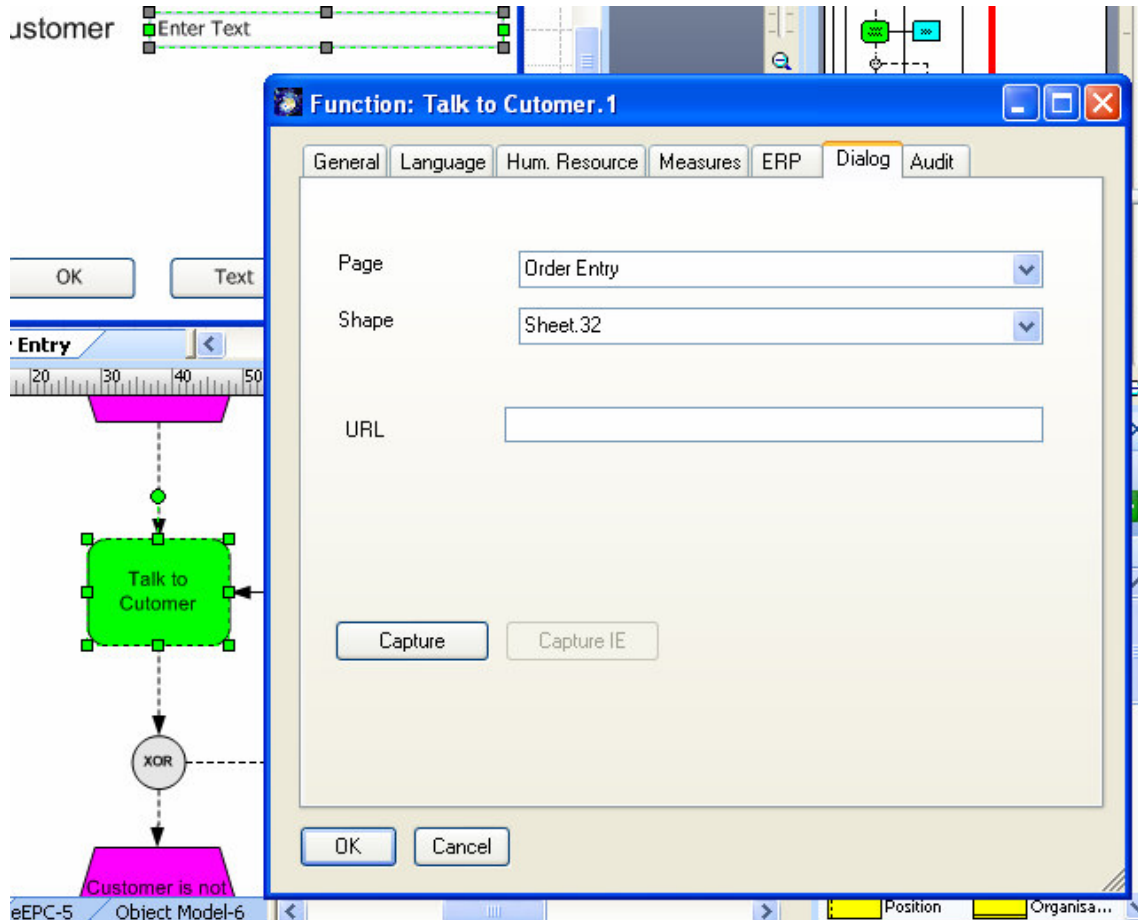 ustomer
Enter Text
Function: Talk to Cutomer.1
General Language Hum. Resource Measures ERP Dialog Audit
Page
Order Entry
Shape
Sheet.32
URL
Capture
Capture IE
OK
Cancel
OK
Text
Entry
20 30 40 50
Talk to
Cutomer
XOR
Customer is not
eEPC-5
Object Model-6
Position
Organisa...